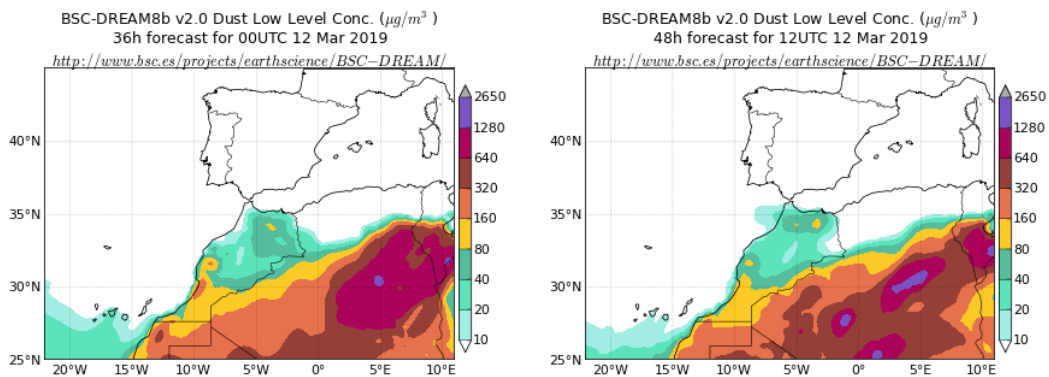 BSC-DREAM8b v2.0 Dust Low Level Conc. (μg/m³ )
36h forecast for 00UTC 12 Mar 2019
http://www.bsc.es/projects/earthscience/BSC−DREAM/
40°N
35°N
30°N
25°N
20°W
15°W
10°W
5°W
0°
5°E
10°E
2650
1280
640
320
160
80
40
20
10
BSC-DREAM8b v2.0 Dust Low Level Conc. (μg/m³ )
48h forecast for 12UTC 12 Mar 2019
http://www.bsc.es/projects/earthscience/BSC−DREAM/
40°N
35°N
30°N
25°N
20°W
15°W
10°W
5°W
0°
5°E
10°E
2650
1280
640
320
160
80
40
20
10